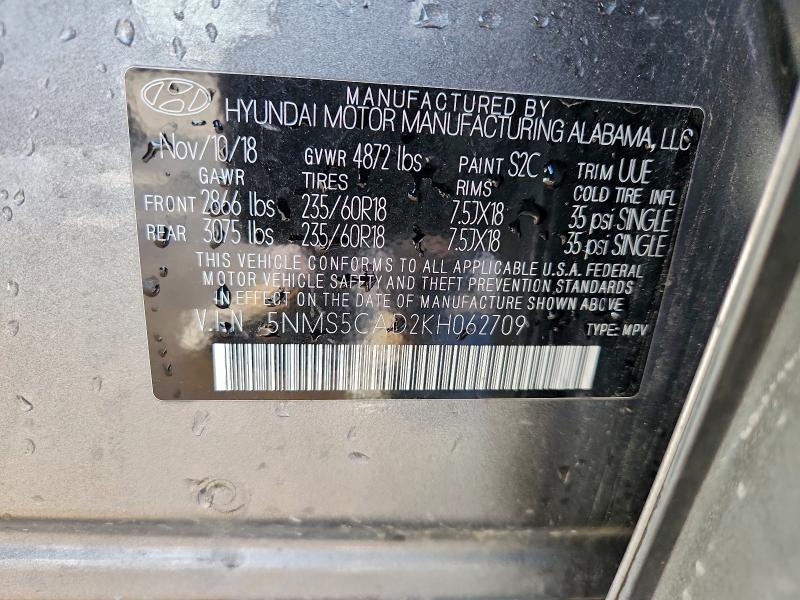 MANUFACTURED BY
HYUNDAI MOTOR MANUFACTURING ALABAMA, LLC
Nov/10/18 GVWR 4872 lbs PAINT S2C TRIM UUE
GAWR TIRES RIMS COLD TIRE INFL
FRONT 2866 lbs 235/60R18 7.5JX18 35 psi SINGLE
REAR 3075 lbs 235/60R18 7.5JX18 35 psi SINGLE
THIS VEHICLE CONFORMS TO ALL APPLICABLE U.S.A. FEDERAL
MOTOR VEHICLE SAFETY AND THEFT PREVENTION STANDARDS
IN EFFECT ON THE DATE OF MANUFACTURE SHOWN ABOVE
V.I.N 5NMS5CAD2KH062709 TYPE: MPV